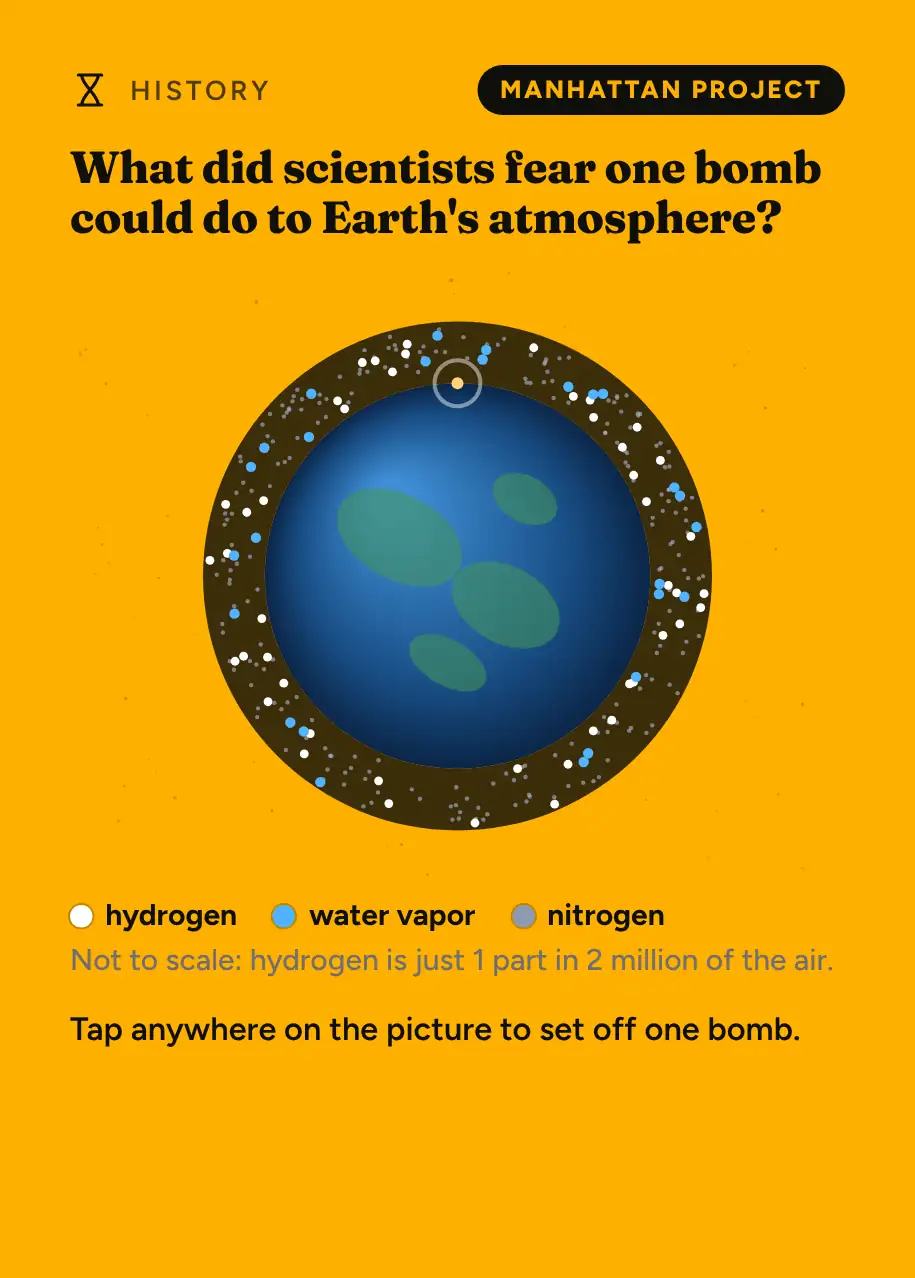 HISTORY
MANHATTAN PROJECT
What did scientists fear one bomb
could do to Earth's atmosphere?
hydrogen
water vapor
nitrogen
Not to scale: hydrogen is just 1 part in 2 million of the air.
Tap anywhere on the picture to set off one bomb.